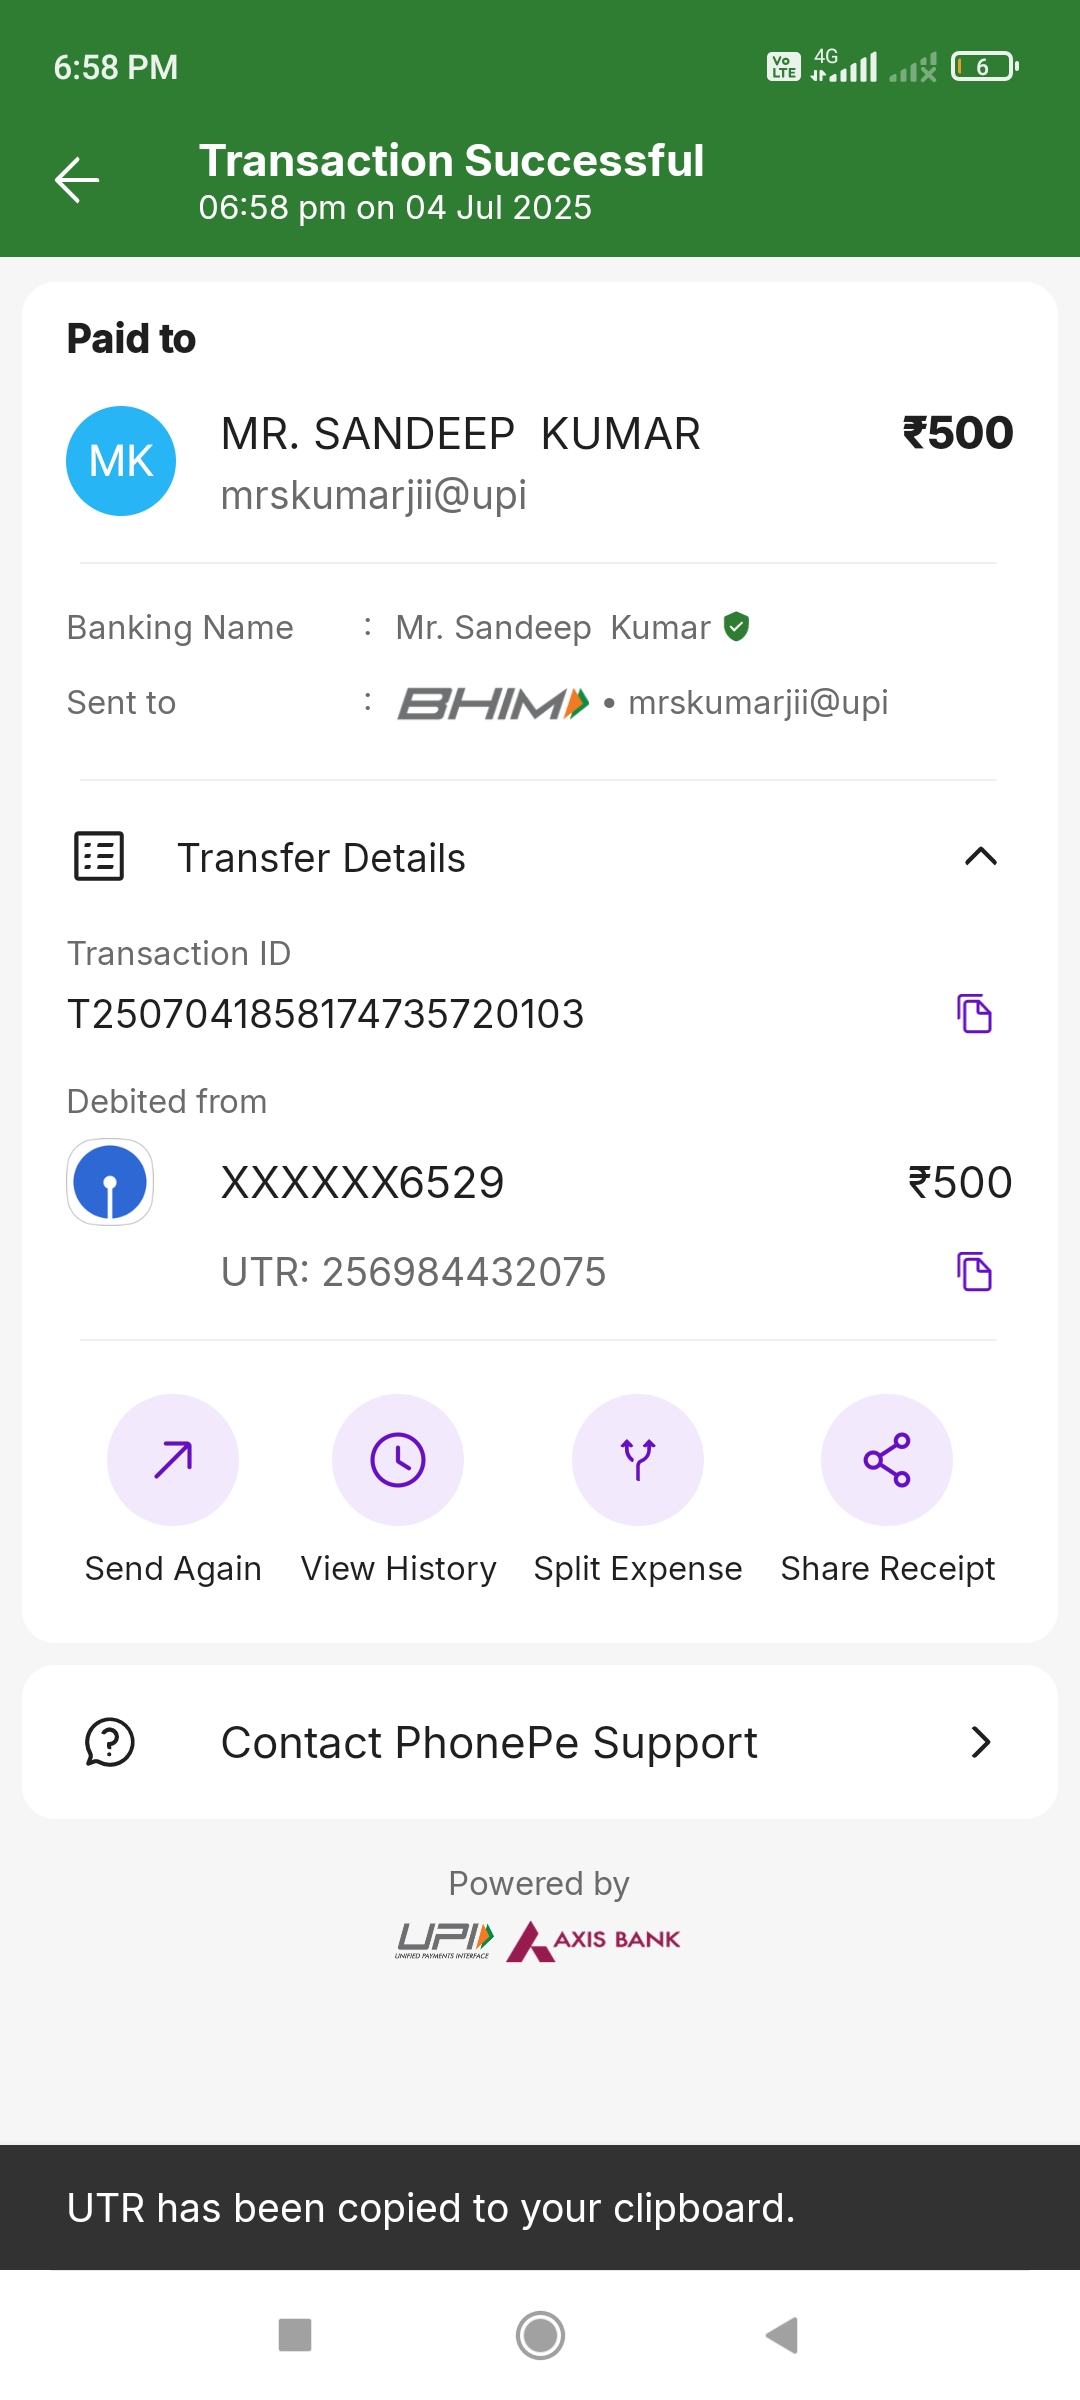 6:58 PM
Vo LTE 4G 6
Transaction Successful
06:58 pm on 04 Jul 2025
Paid to
MK
MR. SANDEEP  KUMAR ₹500
mrskumarjii@upi
Banking Name : Mr. Sandeep  Kumar
Sent to : BHIM • mrskumarjii@upi
Transfer Details
Transaction ID
T2507041858174735720103
Debited from
XXXXXX6529 ₹500
UTR: 256984432075
Send Again View History Split Expense Share Receipt
Contact PhonePe Support
Powered by
UPI AXIS BANK
UNIFIED PAYMENTS INTERFACE
UTR has been copied to your clipboard.